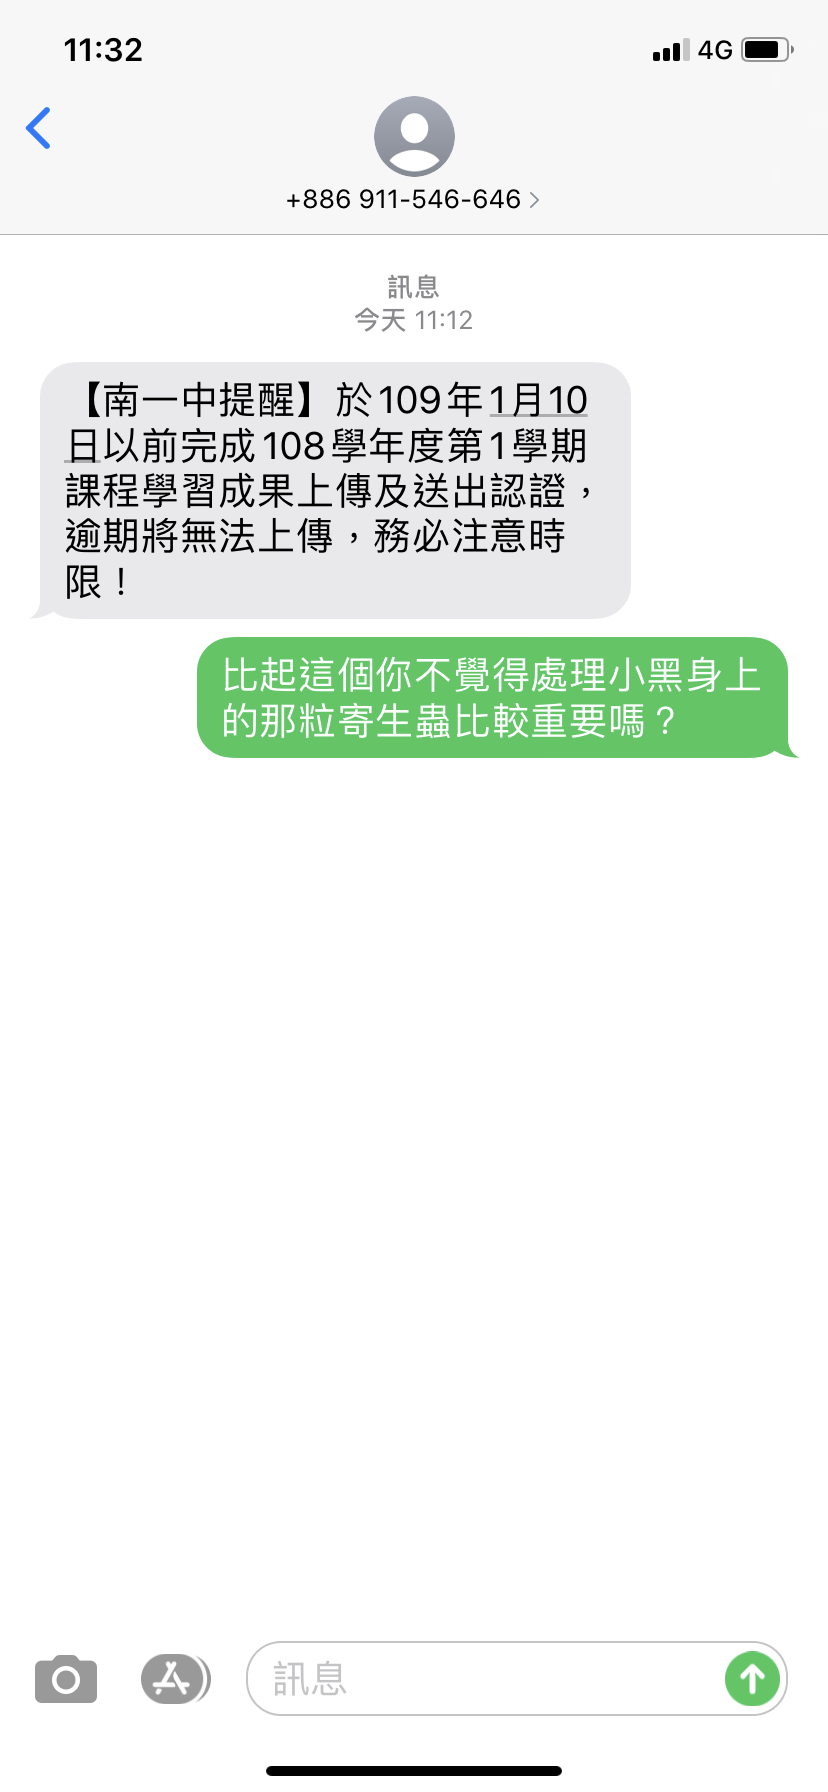 11:32
4G
+886 911-546-646
訊息
今天 11:12
【南一中提醒】於109年1月10
日以前完成108學年度第1學期
課程學習成果上傳及送出認證，
逾期將無法上傳，務必注意時
限！
比起這個你不覺得處理小黑身上
的那粒寄生蟲比較重要嗎？
訊息